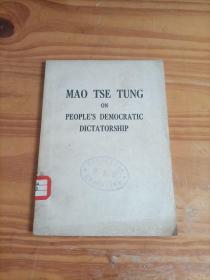 MAO TSE TUNG
ON
PEOPLE'S DEMOCRATIC
DICTATORSHIP